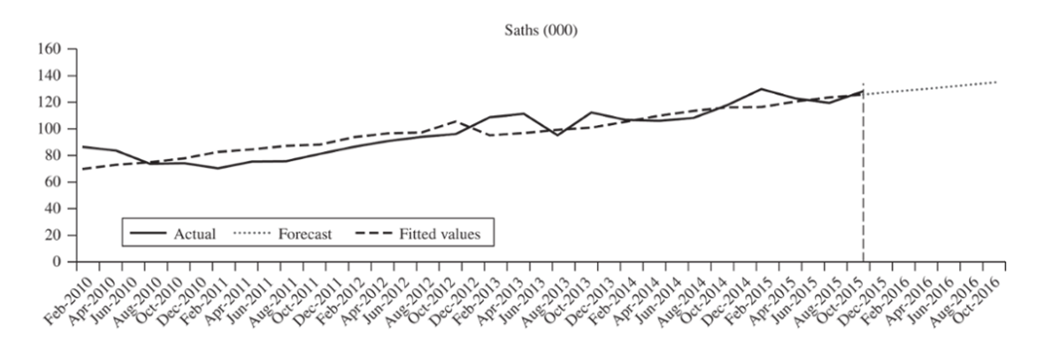 Saths (000)
160
140
120
100
80
60
40
20
0
Actual
Forecast
Fitted values
Feb-2010
Apr-2010
Jun-2010
Aug-2010
Oct-2010
Dec-2010
Feb-2011
Apr-2011
Jun-2011
Aug-2011
Oct-2011
Dec-2011
Feb-2012
Apr-2012
Jun-2012
Aug-2012
Oct-2012
Dec-2012
Feb-2013
Apr-2013
Jun-2013
Aug-2013
Oct-2013
Dec-2013
Feb-2014
Apr-2014
Jun-2014
Aug-2014
Oct-2014
Dec-2014
Feb-2015
Apr-2015
Jun-2015
Aug-2015
Oct-2015
Dec-2015
Feb-2016
Apr-2016
Jun-2016
Aug-2016
Oct-2016